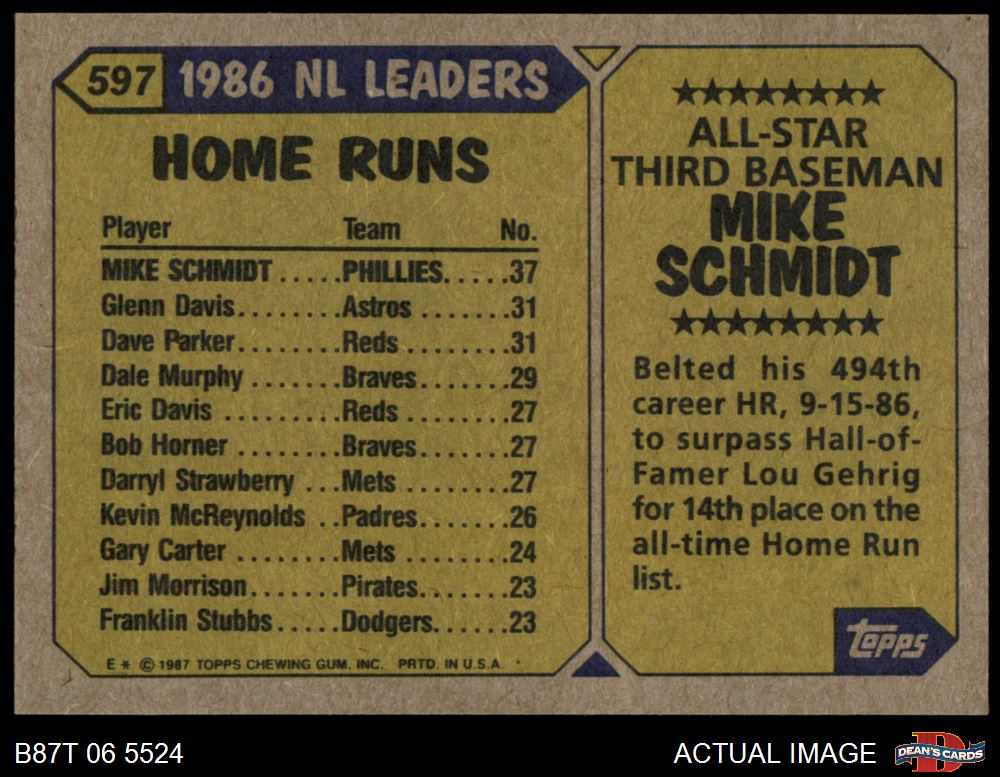 597 1986 NL LEADERS
HOME RUNS
Player Team No.
MIKE SCHMIDT.....PHILLIES.....37
Glenn Davis........Astros.......31
Dave Parker........Reds........31
Dale Murphy.......Braves.......29
Eric Davis.........Reds........27
Bob Horner........Braves.......27
Darryl Strawberry...Mets........27
Kevin McReynolds..Padres.......26
Gary Carter........Mets........24
Jim Morrison.......Pirates.......23
Franklin Stubbs.....Dodgers......23
E * © 1987 TOPPS CHEWING GUM. INC. PRTD. IN U.S.A.
★★★★★★★★
ALL-STAR
THIRD BASEMAN
MIKE
SCHMIDT
★★★★★★★★
Belted his 494th
career HR, 9-15-86,
to surpass Hall-of-
Famer Lou Gehrig
for 14th place on the
all-time Home Run
list.
Topps
B87T 06 5524
ACTUAL IMAGE
D
DEAN'S CARDS